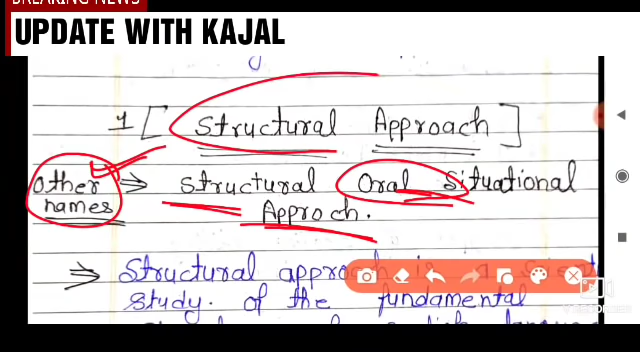 BREAKING NEWS
UPDATE WITH KAJAL
1 [ Structural Approach ]
Other names ⇒ Structural Oral Situational
Approch.
⇒ Structural
study. of the fundamental